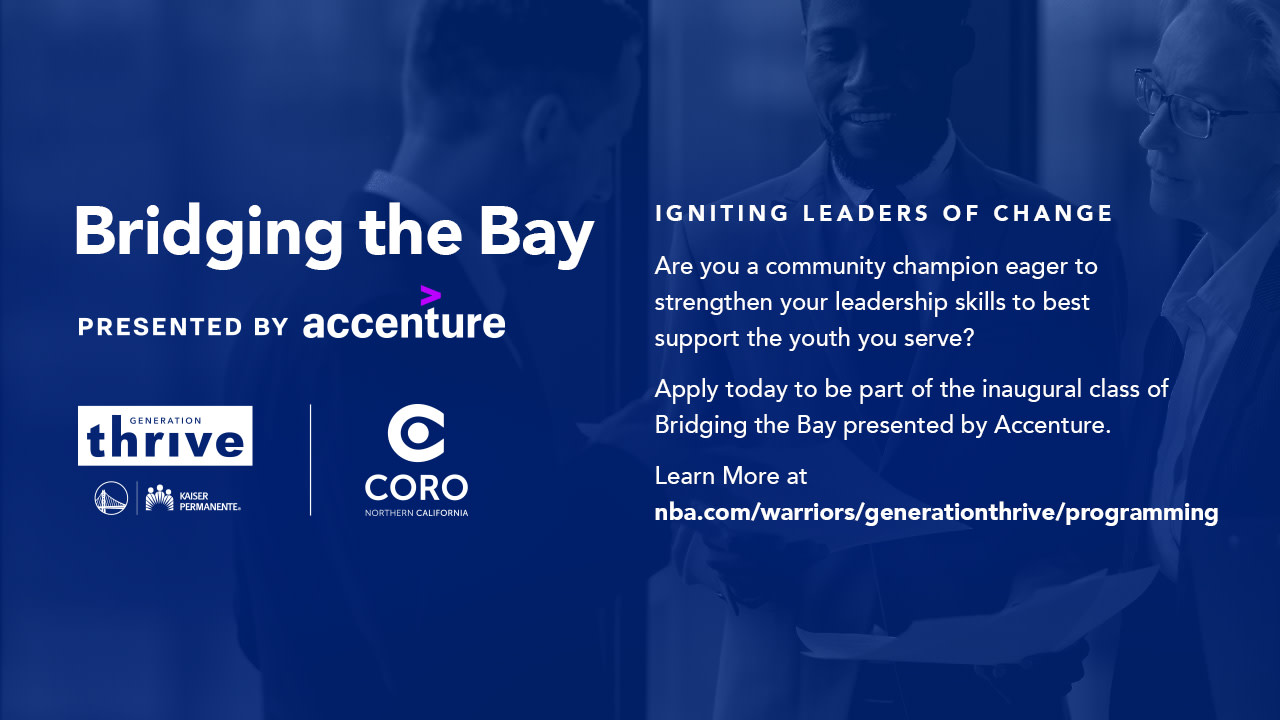 Bridging the Bay
PRESENTED BY accenture
GENERATION
thrive
KAISER
PERMANENTE®
CORO
NORTHERN CALIFORNIA
IGNITING LEADERS OF CHANGE
Are you a community champion eager to
strengthen your leadership skills to best
support the youth you serve?
Apply today to be part of the inaugural class of
Bridging the Bay presented by Accenture.
Learn More at
nba.com/warriors/generationthrive/programming